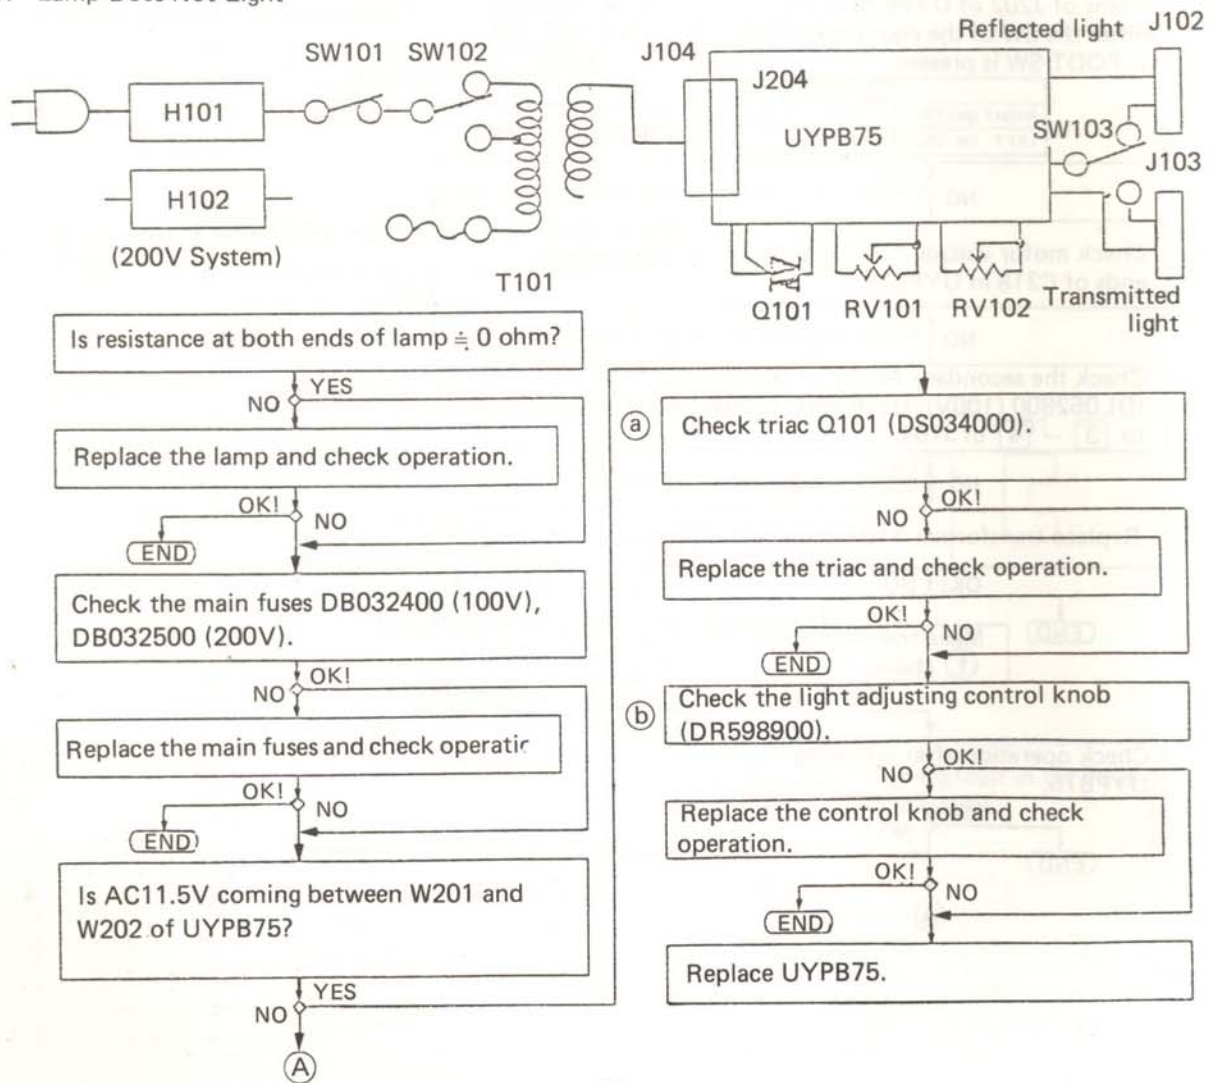 Lamp Does Not Light
Reflected light
J102
SW101
SW102
J104
J204
H101
UYPB75
SW103
J103
H102
(200V System)
T101
Q101
RV101
RV102
Transmitted
light
Is resistance at both ends of lamp ≒ 0 ohm?
YES
NO
Replace the lamp and check operation.
OK!
NO
END
Check the main fuses DB032400 (100V),
DB032500 (200V).
OK!
NO
Replace the main fuses and check operatic
OK!
NO
END
Is AC11.5V coming between W201 and
W202 of UYPB75?
YES
NO
A
a
Check triac Q101 (DS034000).
OK!
NO
Replace the triac and check operation.
OK!
NO
END
b
Check the light adjusting control knob
(DR598900).
OK!
NO
Replace the control knob and check
operation.
OK!
NO
END
Replace UYPB75.